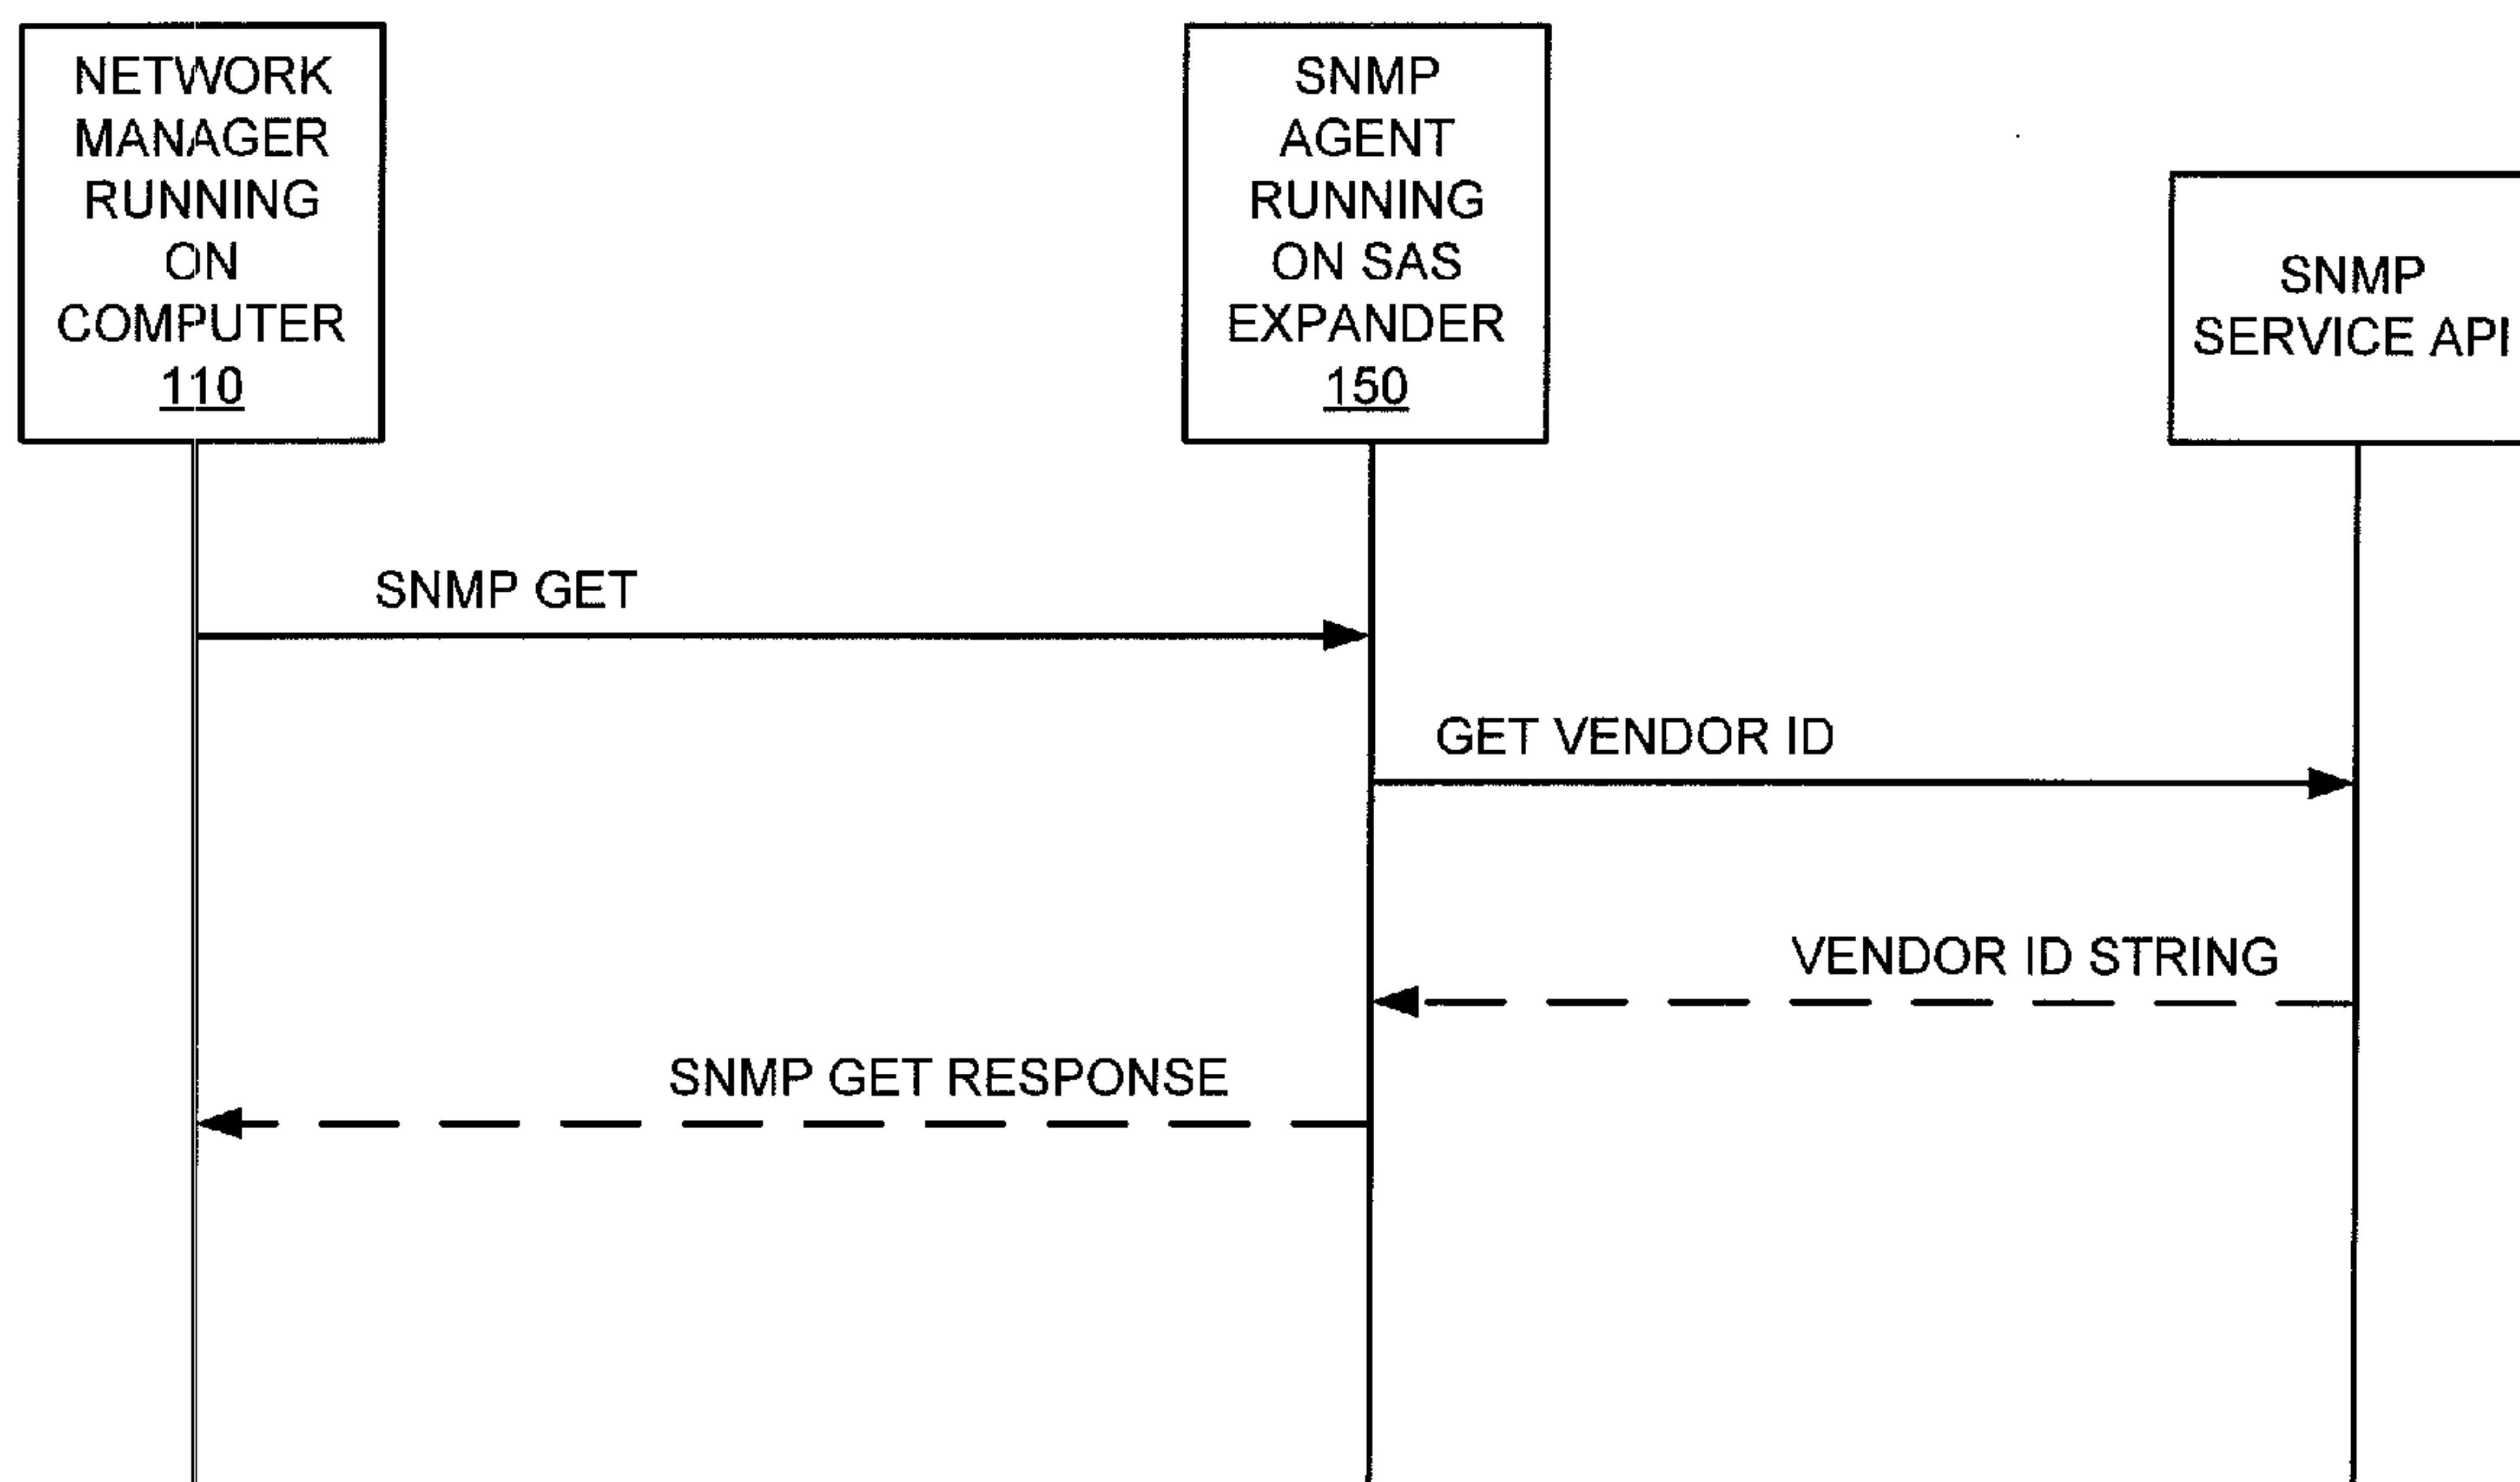 NETWORK
MANAGER
RUNNING
ON
COMPUTER
110
SNMP
AGENT
RUNNING
ON SAS
EXPANDER
150
SNMP
SERVICE API
SNMP GET
GET VENDOR ID
VENDOR ID STRING
SNMP GET RESPONSE